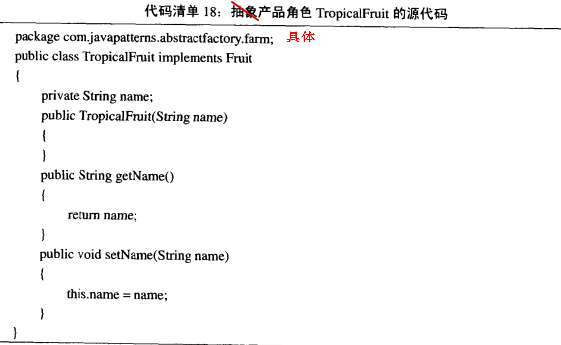 代码清单 18：抽象产品角色 TropicalFruit 的源代码
package com.javapatterns.abstractfactory.farm; 具体
public class TropicalFruit implements Fruit
{
private String name;
public TropicalFruit(String name)
{
}
public String getName()
{
return name;
}
public void setName(String name)
{
this.name = name;
}
}